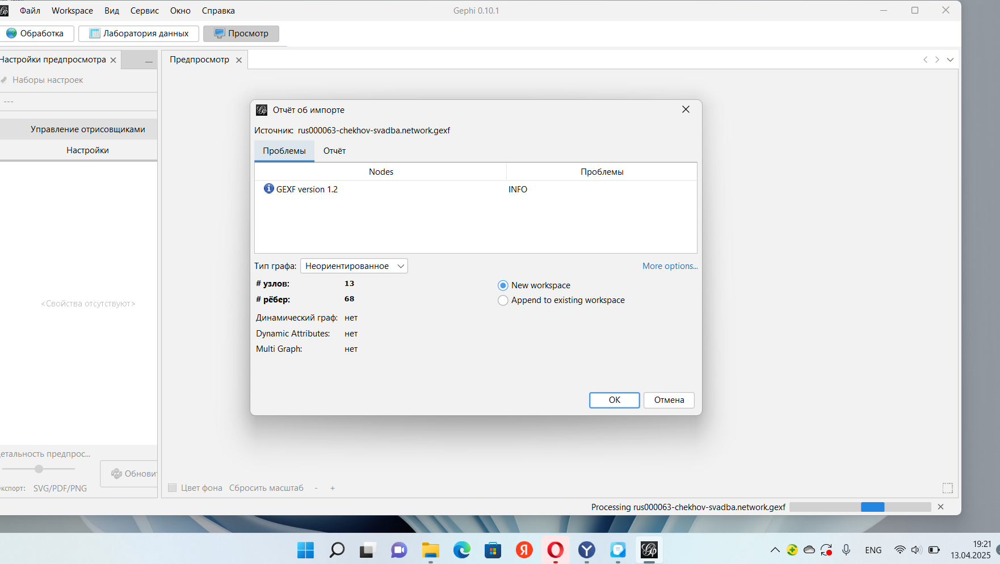 Файл Workspace Вид Сервис Окно Справка Gephi 0.10.1
Обработка Лаборатория данных Просмотр
Настройки предпросмотра Предпросмотр
Наборы настроек
---
Управление отрисовщиками
Настройки
<Свойства отсутствуют>
Отчёт об импорте
Источник: rus000063-chekhov-svadba.network.gexf
Проблемы Отчёт
Nodes Проблемы
GEXF version 1.2 INFO
Тип графа: Неориентированное More options...
# узлов: 13
# рёбер: 68
New workspace
Append to existing workspace
Динамический граф: нет
Dynamic Attributes: нет
Multi Graph: нет
OK Отмена
етальность предпрос...
Обновит
кспорт: SVG/PDF/PNG
Цвет фона Сбросить масштаб - +
Processing rus000063-chekhov-svadba.network.gexf
ENG 19:21
13.04.2025